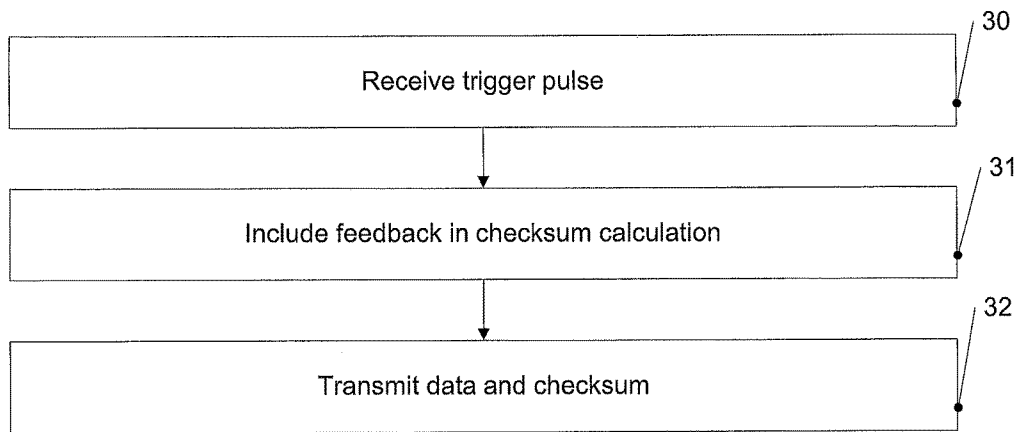 30
Receive trigger pulse
31
Include feedback in checksum calculation
32
Transmit data and checksum